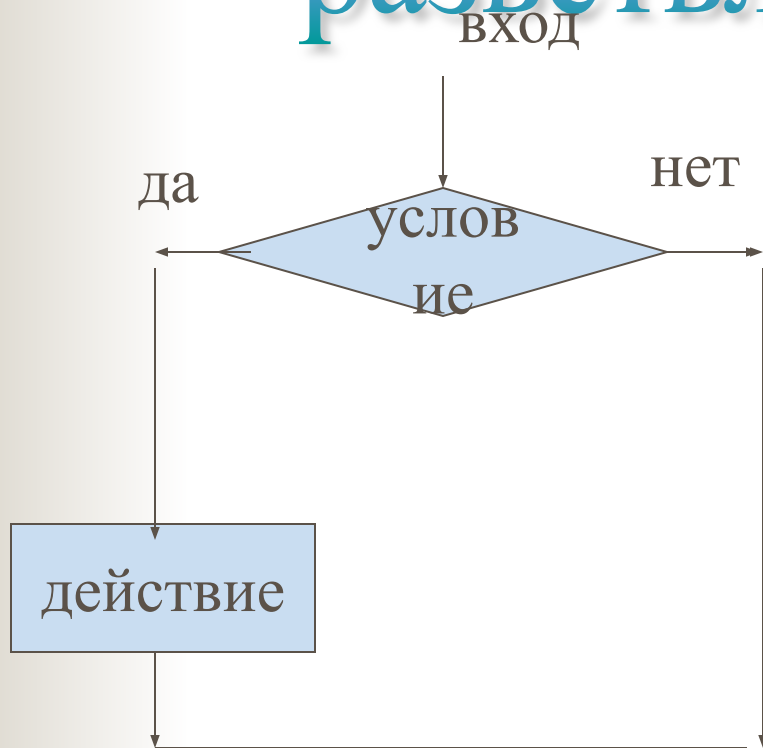 вход
да
нет
услов
ие
действие